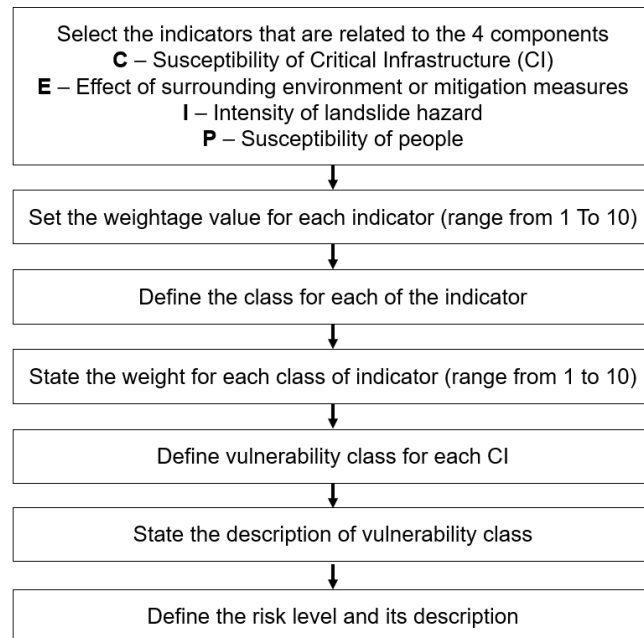 Select the indicators that are related to the 4 components
C – Susceptibility of Critical Infrastructure (CI)
E – Effect of surrounding environment or mitigation measures
I – Intensity of landslide hazard
P – Susceptibility of people
Set the weightage value for each indicator (range from 1 To 10)
Define the class for each of the indicator
State the weight for each class of indicator (range from 1 to 10)
Define vulnerability class for each CI
State the description of vulnerability class
Define the risk level and its description